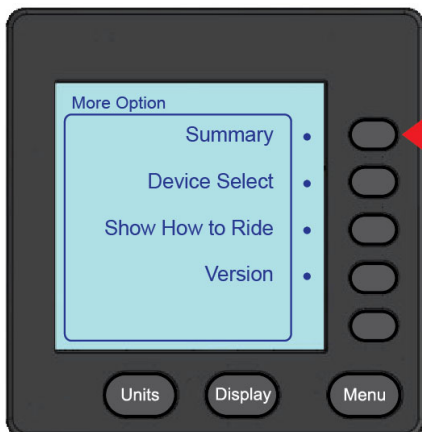 More Option
Summary
Device Select
Show How to Ride
Version
Units
Display
Menu